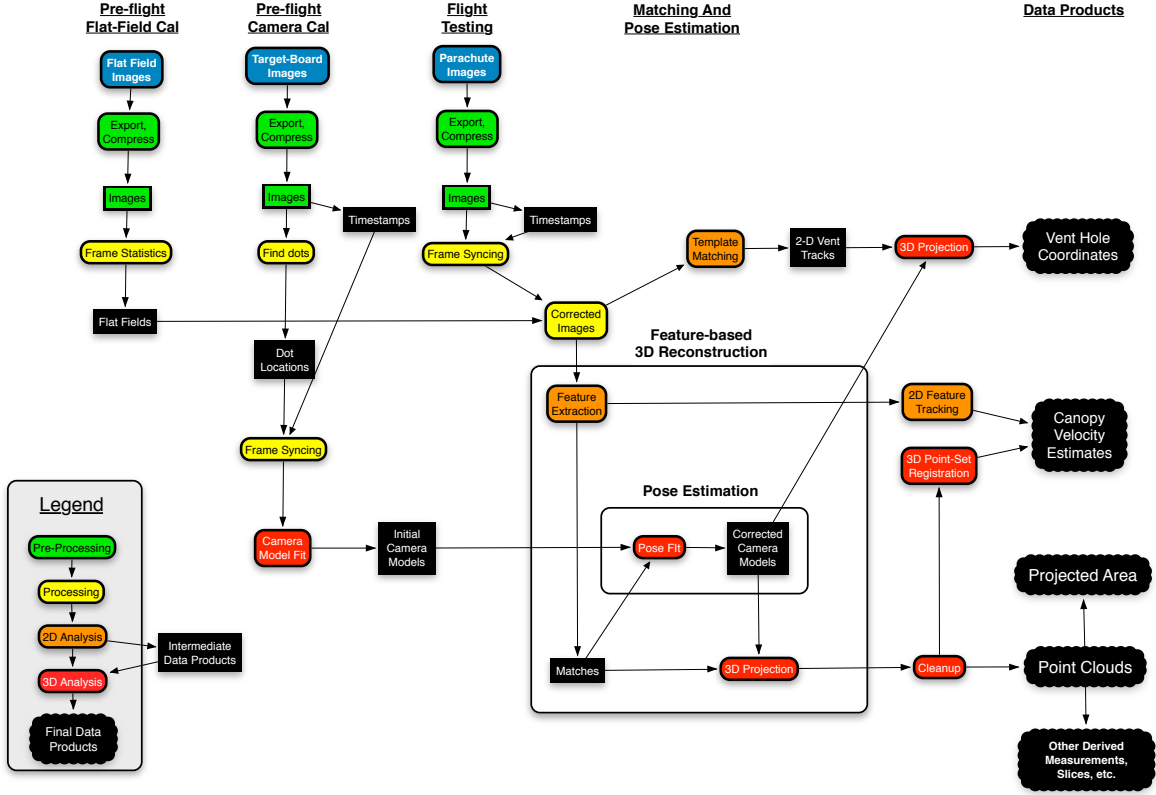 Pre-flight
Flat-Field Cal
Pre-flight
Camera Cal
Flight
Testing
Matching And
Pose Estimation
Data Products
Flat Field
Images
Target-Board
Images
Parachute
Images
Export,
Compress
Export,
Compress
Export,
Compress
Images
Images
Images
Timestamps
Timestamps
Frame Statistics
Find dots
Frame Syncing
Template
Matching
2-D Vent
Tracks
3D Projection
Vent Hole
Coordinates
Flat Fields
Corrected
Images
Feature-based
3D Reconstruction
Dot
Locations
Feature
Extraction
2D Feature
Tracking
Canopy
Velocity
Estimates
Frame Syncing
3D Point-Set
Registration
Pose Estimation
Camera
Model Fit
Initial
Camera
Models
Pose FIt
Corrected
Camera
Models
Projected Area
Matches
3D Projection
Cleanup
Point Clouds
Other Derived
Measurements,
Slices, etc.
Legend
Pre-Processing
Processing
2D Analysis
Intermediate
Data Products
3D Analysis
Final Data
Products